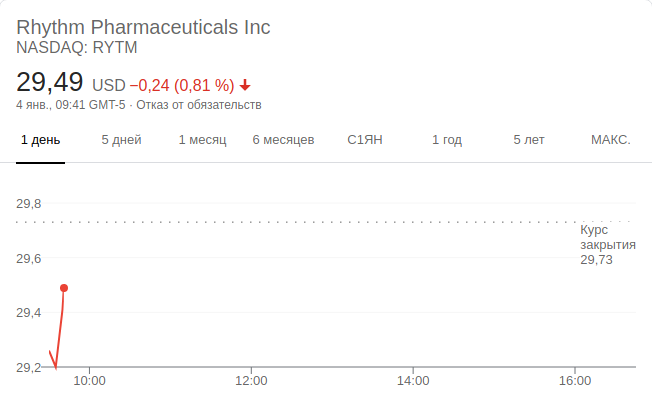 Rhythm Pharmaceuticals Inc
NASDAQ: RYTM
29,49 USD −0,24 (0,81 %)
4 янв., 09:41 GMT-5 · Отказ от обязательств
1 день 5 дней 1 месяц 6 месяцев С1ЯН 1 год 5 лет МАКС.
29,8
Курс
закрытия
29,73
29,6
29,4
29,2
10:00 12:00 14:00 16:00